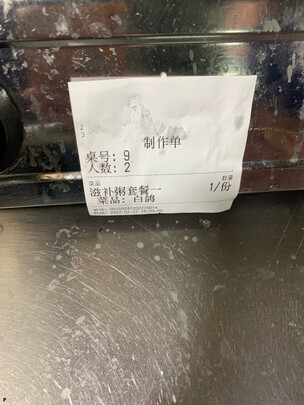 制作单
桌号: 9
人数: 2
菜品 数量
滋补粥套餐一 1/份
菜品: 白鸽